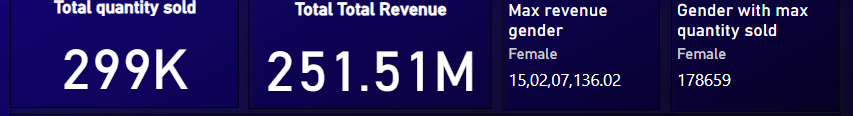 Total quantity sold
299K
Total Total Revenue
251.51M
Max revenue
gender
Female
15,02,07,136.02
Gender with max
quantity sold
Female
178659